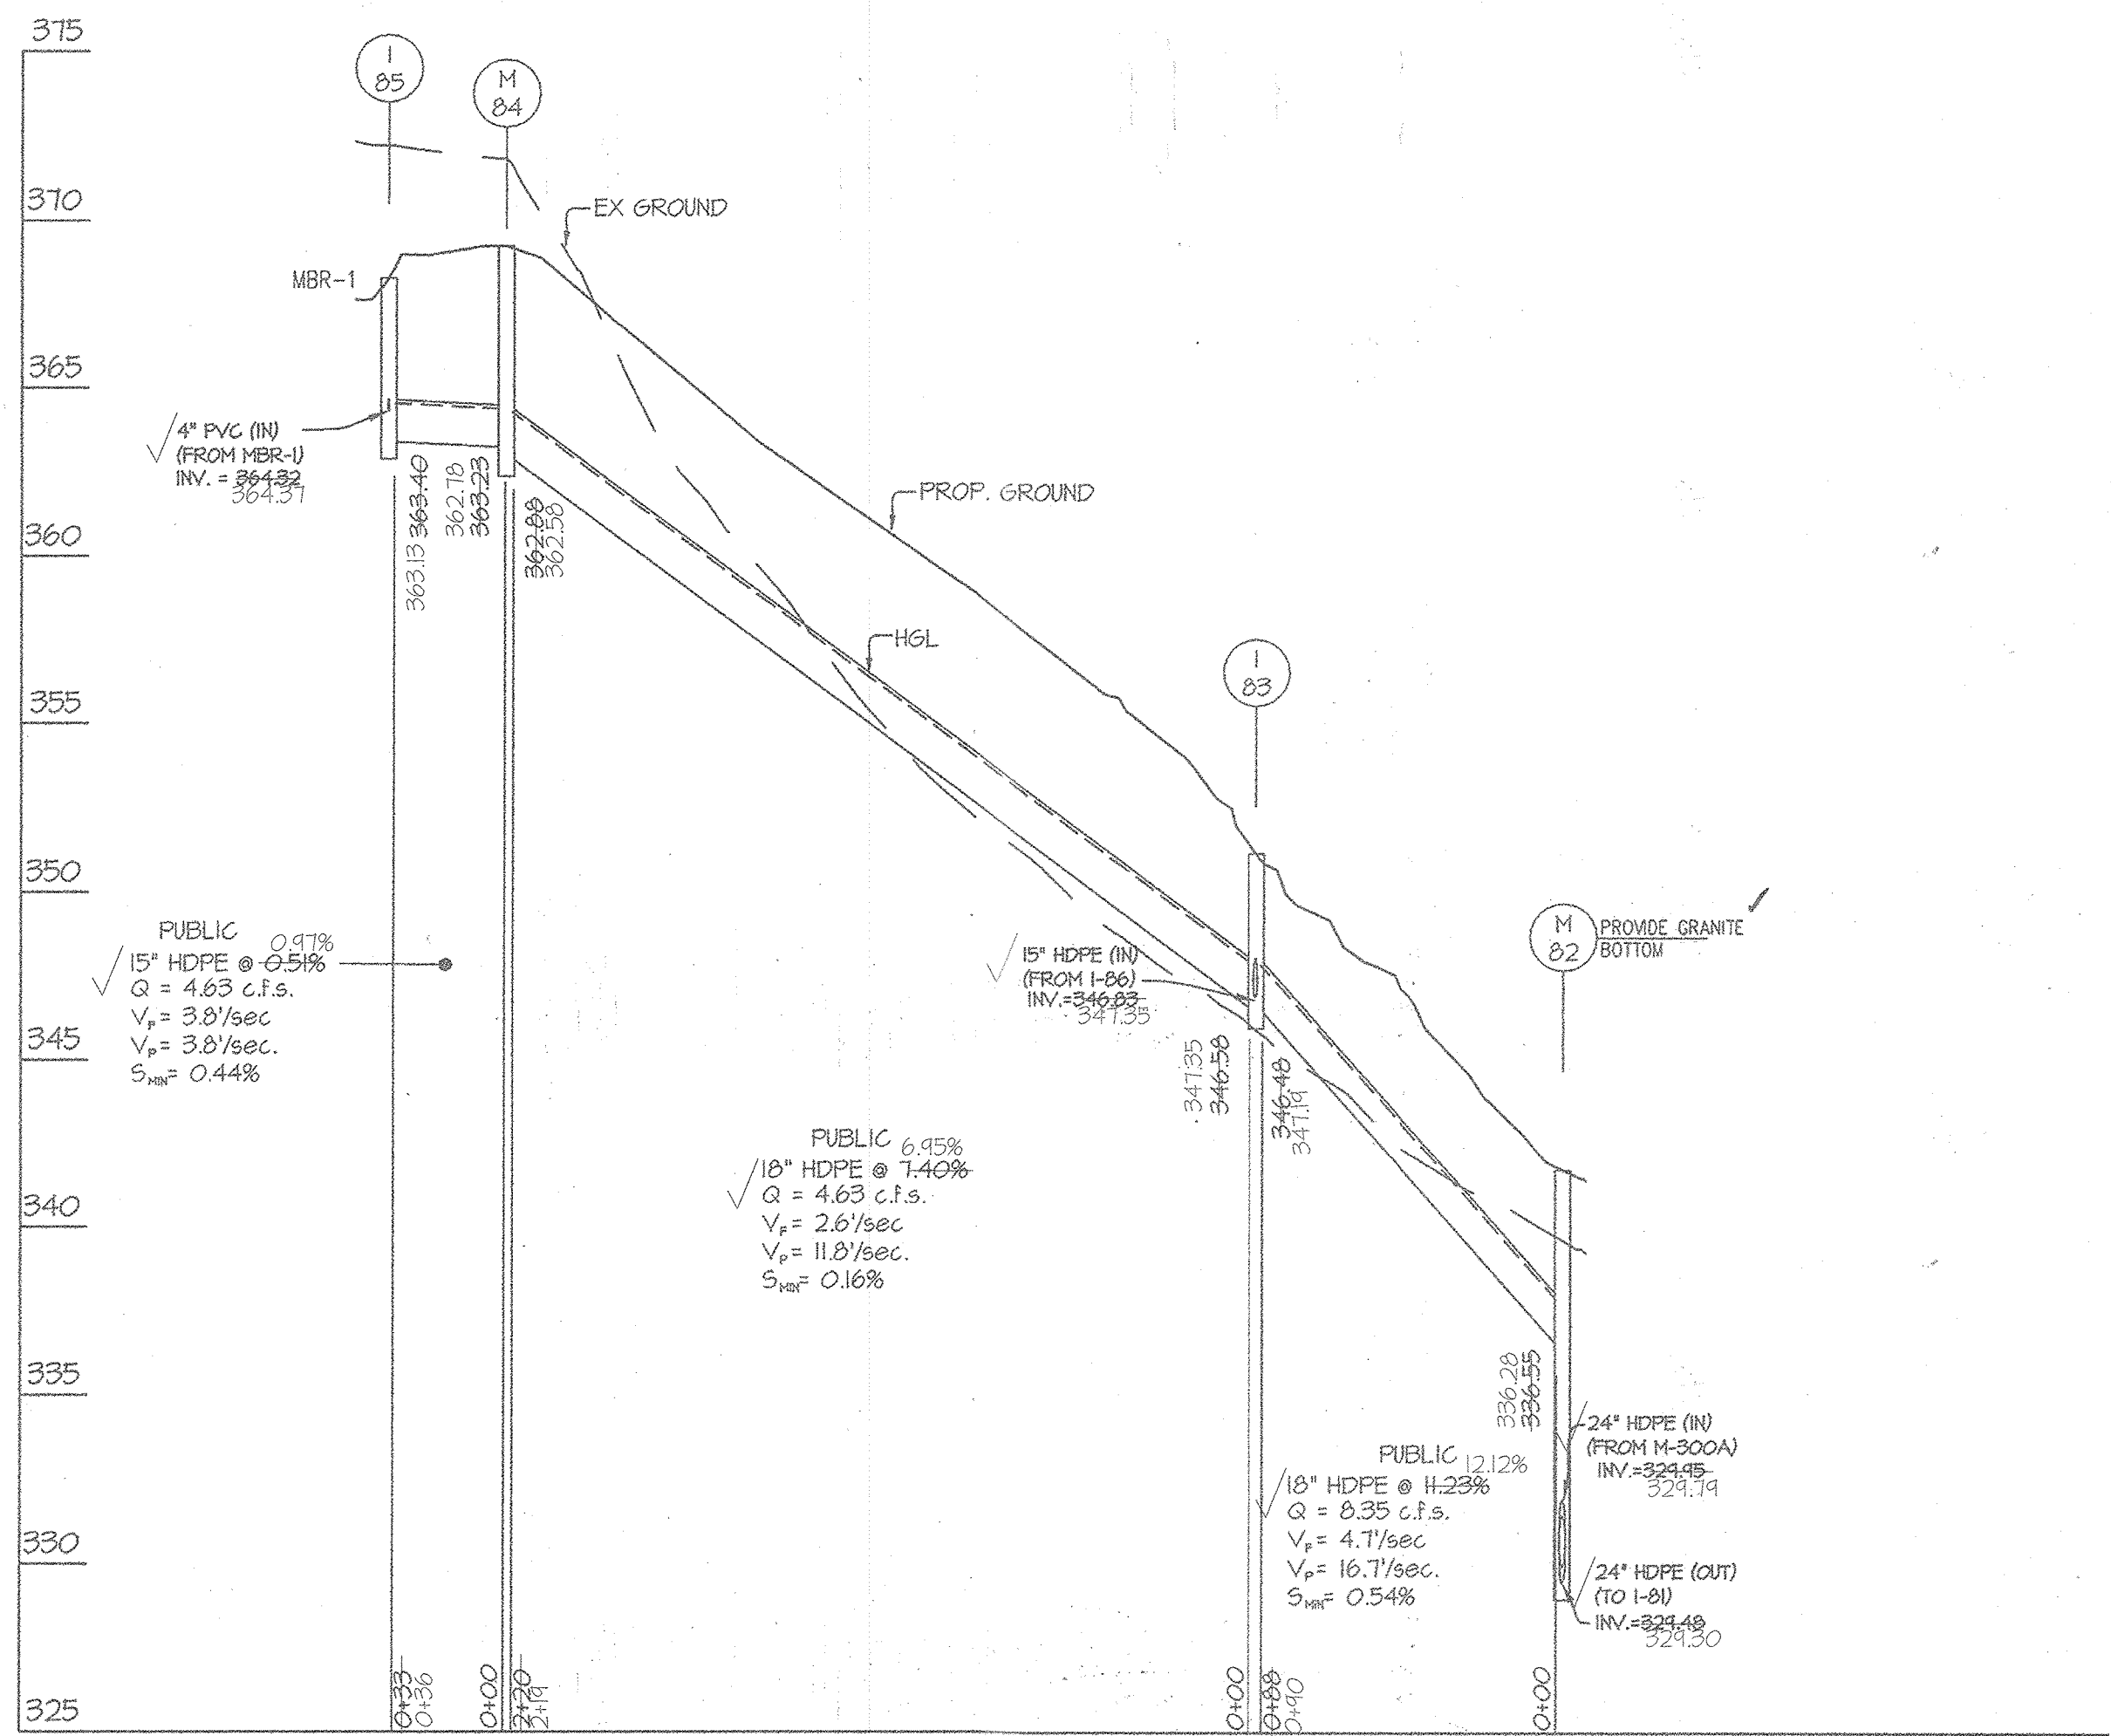 375
I
85
M
84
370
EX GROUND
MBR-1
365
4" PVC (IN)
(FROM MBR-1)
INV. = 364.32
364.37
363.40
363.13
362.78
363.23
362.88
362.58
PROP. GROUND
360
HGL
I
83
355
350
M
82
PROVIDE GRANITE
BOTTOM
PUBLIC
0.97%
15" HDPE @ 0.51%
Q = 4.63 c.f.s.
VF= 3.8'/sec
VP= 3.8'/sec.
SMIN= 0.44%
15" HDPE (IN)
(FROM I-86)
INV.=346.83
347.35
345
347.35
346.58
346.48
347.19
PUBLIC
6.95%
18" HDPE @ 7.40%
Q = 4.63 c.f.s.
VF= 2.6'/sec
VP= 11.8'/sec.
SMIN= 0.16%
340
335
336.28
336.55
24" HDPE (IN)
(FROM M-300A)
INV.=329.95
329.79
PUBLIC
12.12%
18" HDPE @ 11.23%
Q = 8.35 c.f.s.
VF= 4.7'/sec
VP= 16.7'/sec.
SMIN= 0.54%
330
24" HDPE (OUT)
(TO I-81)
INV.=329.48
329.30
325
0+33
0+36
0+00
2+20
2+19
0+00
0+88
0+90
0+00